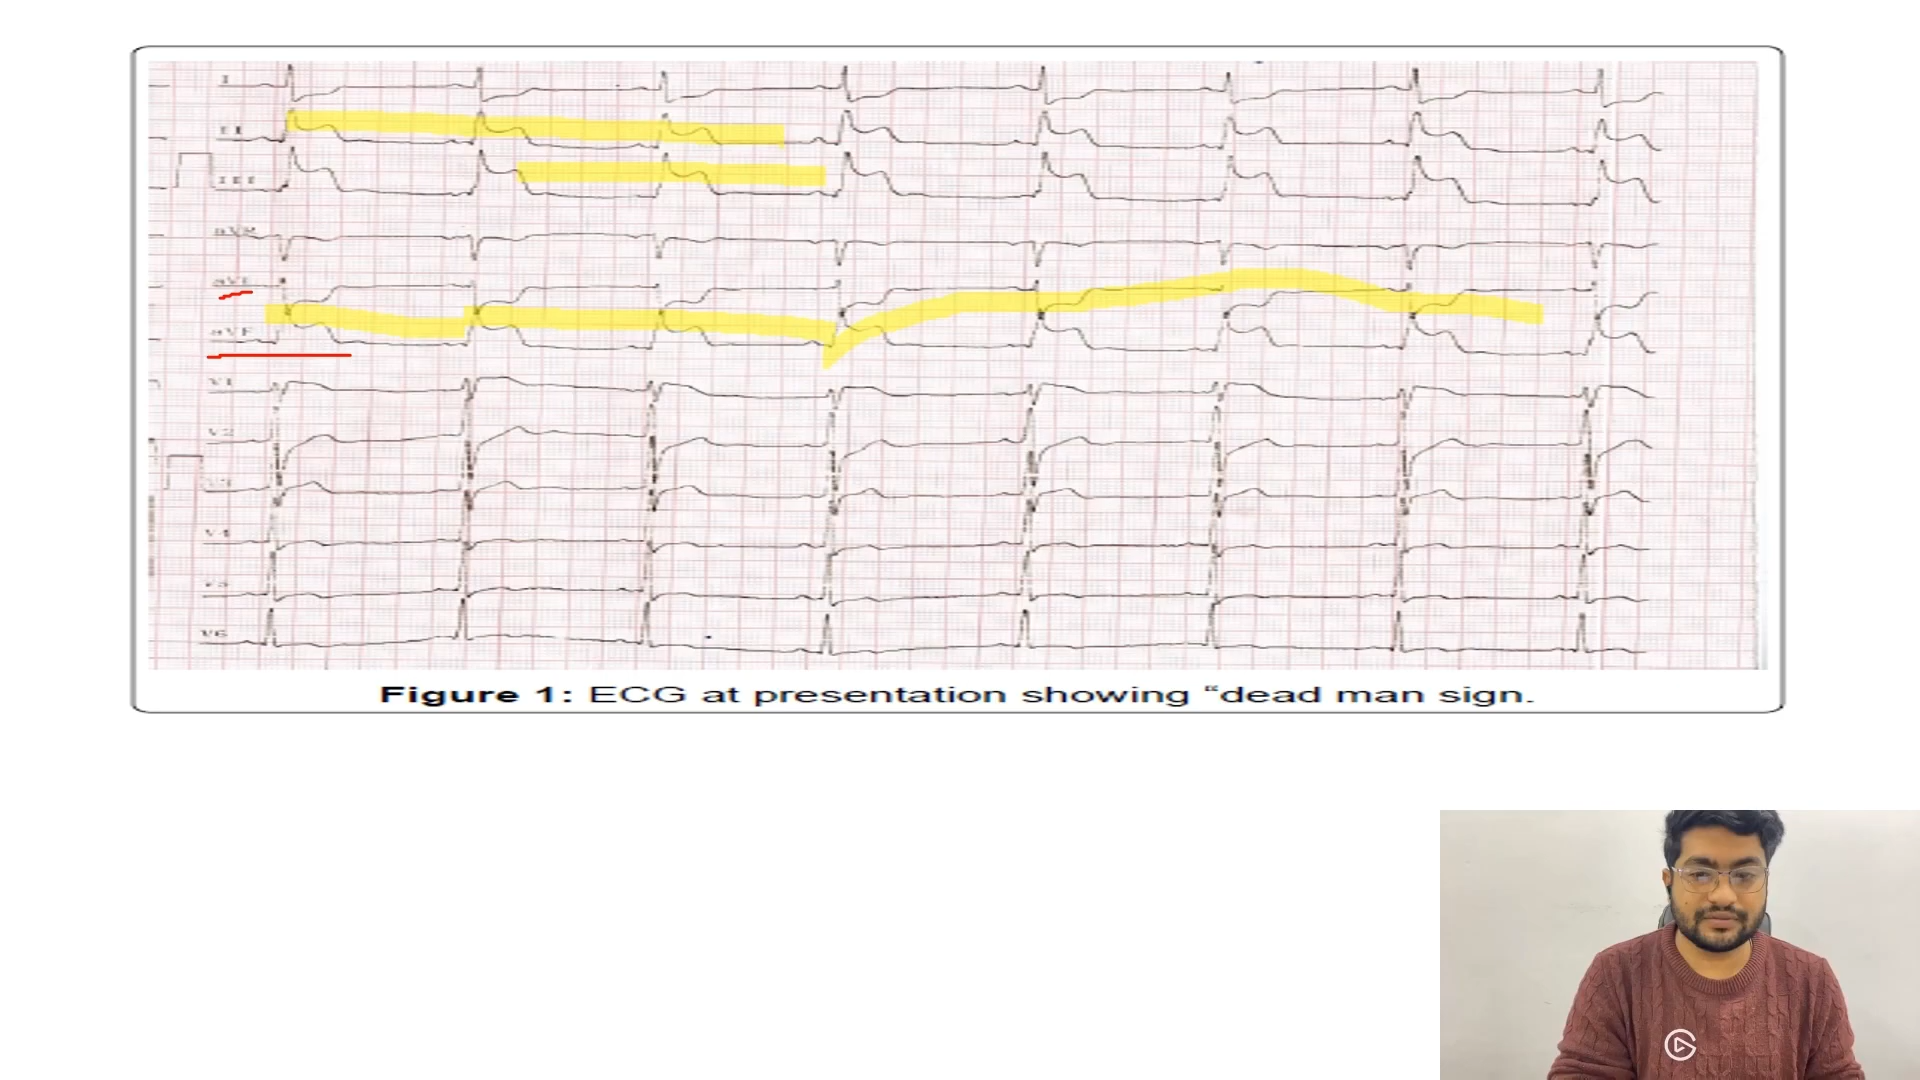 I
II
III
aVR
aVL
aVF
V1
V2
V3
V4
V5
V6
Figure 1: ECG at presentation showing “dead man sign.